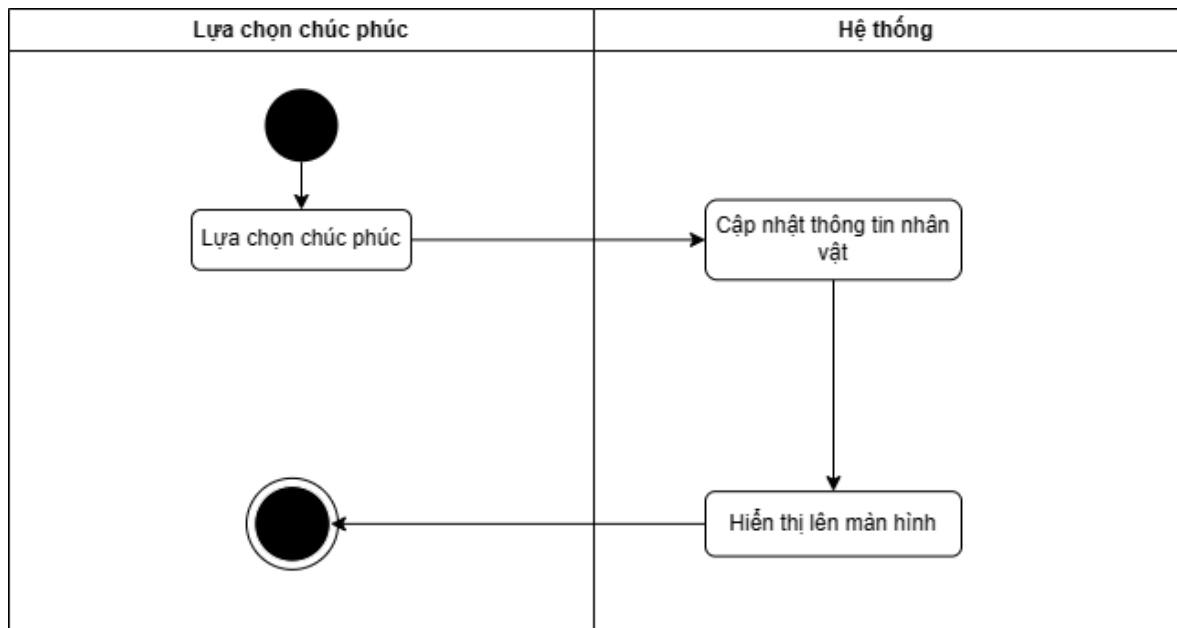 Lựa chọn chúc phúc
Hệ thống
Lựa chọn chúc phúc
Cập nhật thông tin nhân
vật
Hiển thị lên màn hình